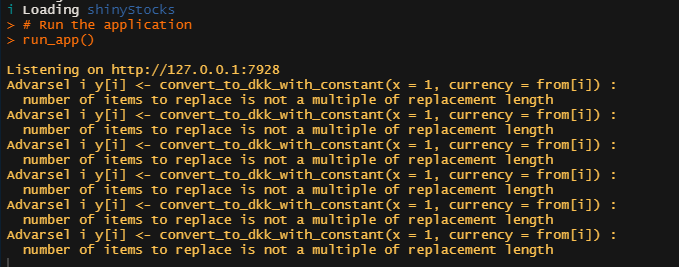 i Loading shinyStocks
> # Run the application
> run_app()
Listening on http://127.0.0.1:7928
Advarsel i y[i] <- convert_to_dkk_with_constant(x = 1, currency = from[i]) :
number of items to replace is not a multiple of replacement length
Advarsel i y[i] <- convert_to_dkk_with_constant(x = 1, currency = from[i]) :
number of items to replace is not a multiple of replacement length
Advarsel i y[i] <- convert_to_dkk_with_constant(x = 1, currency = from[i]) :
number of items to replace is not a multiple of replacement length
Advarsel i y[i] <- convert_to_dkk_with_constant(x = 1, currency = from[i]) :
number of items to replace is not a multiple of replacement length
Advarsel i y[i] <- convert_to_dkk_with_constant(x = 1, currency = from[i]) :
number of items to replace is not a multiple of replacement length
Advarsel i y[i] <- convert_to_dkk_with_constant(x = 1, currency = from[i]) :
number of items to replace is not a multiple of replacement length